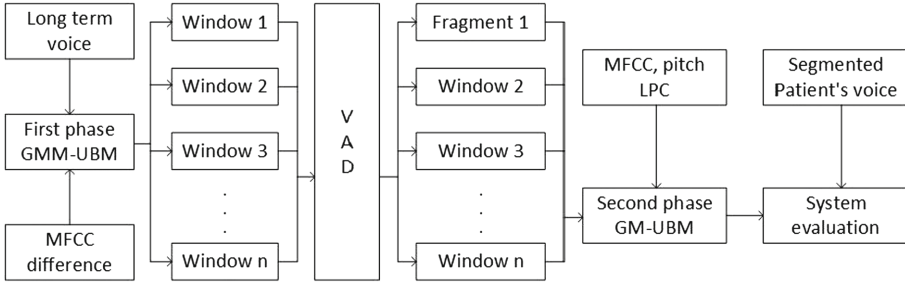 Long term
voice
First phase
GMM-UBM
MFCC
difference
Window 1
Window 2
Window 3
.
.
.
Window n
V
A
D
Fragment 1
Window 2
Window 3
.
.
.
Window n
MFCC, pitch
LPC
Second phase
GM-UBM
Segmented
Patient's voice
System
evaluation